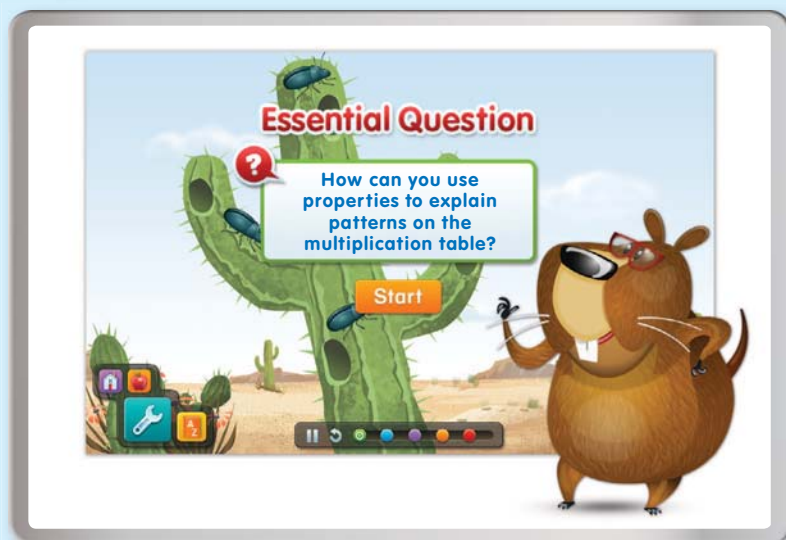 Essential Question
?
How can you use
properties to explain
patterns on the
multiplication table?
Start
A
Z